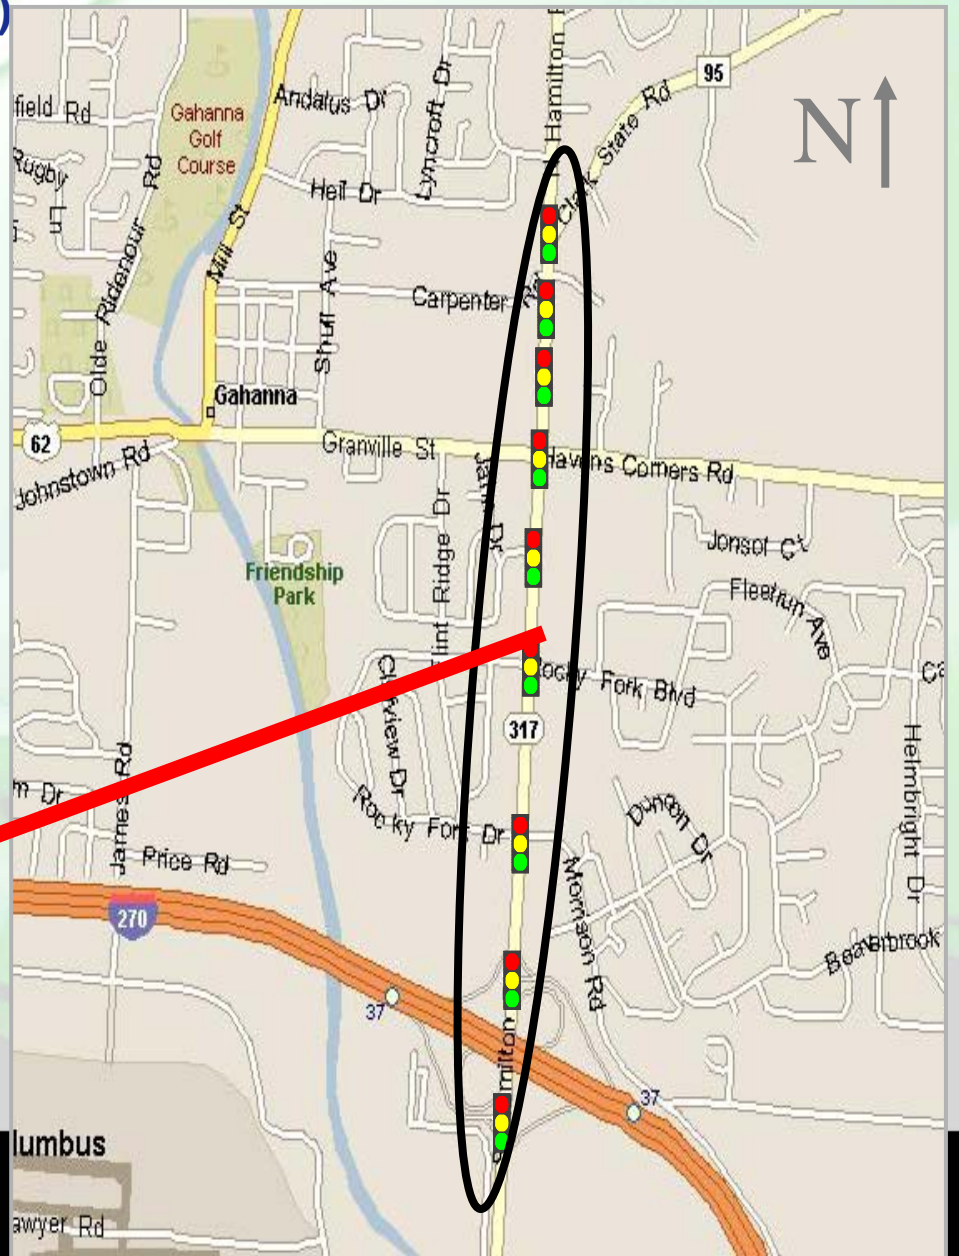 )
Hamilton
95
N
field Rd
Gahanna
Golf
Course
Andalus Dr
Lyncroft Dr
Clark State Rd
Rugby
Ln
Rd
Heil Dr
Olde Ridenour
Mill St
Shull Ave
Carpenter Rd
Gahanna
62
Granville St
Havens Corners Rd
Johnstown Rd
Dr
Jonsol Ct
Friendship
Park
Flint Ridge Dr
Fleetrun Ave
Clarkview Dr
Rocky Fork Blvd
317
James Rd
Helmbright Dr
m Dr
Rocky Fork Dr
Duncan Dr
Price Rd
270
Morrison Rd
Beaverbrook
37
milton
37
lumbus
awyer Rd